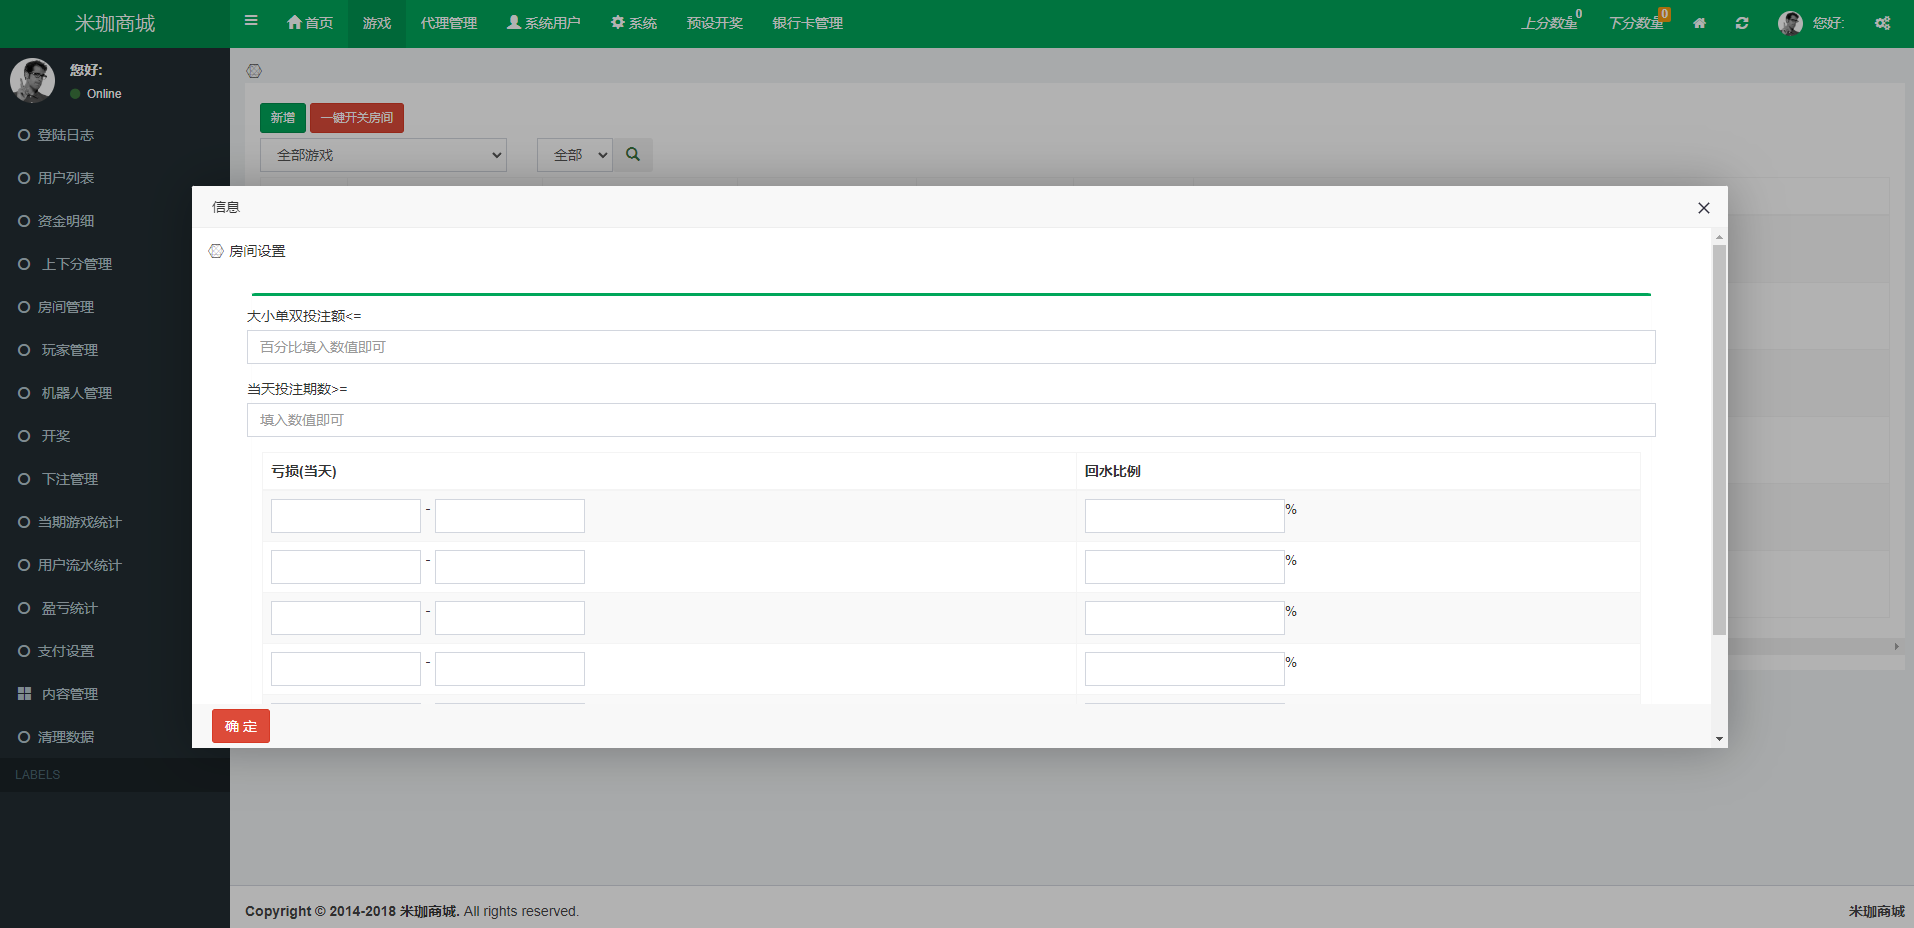 米珈商城
首页
游戏
代理管理
系统用户
系统
预设开奖
银行卡管理
上分数量 0
下分数量 0
您好:
您好:
Online
登陆日志
用户列表
资金明细
上下分管理
房间管理
玩家管理
机器人管理
开奖
下注管理
当期游戏统计
用户流水统计
盈亏统计
支付设置
内容管理
清理数据
LABELS
新增
一键开关房间
全部游戏
全部
信息
房间设置
大小单双投注额<=
百分比填入数值即可
当天投注期数>=
填入数值即可
亏损(当天)
回水比例
- %
- %
- %
- %
确 定
Copyright © 2014-2018 米珈商城. All rights reserved.
米珈商城